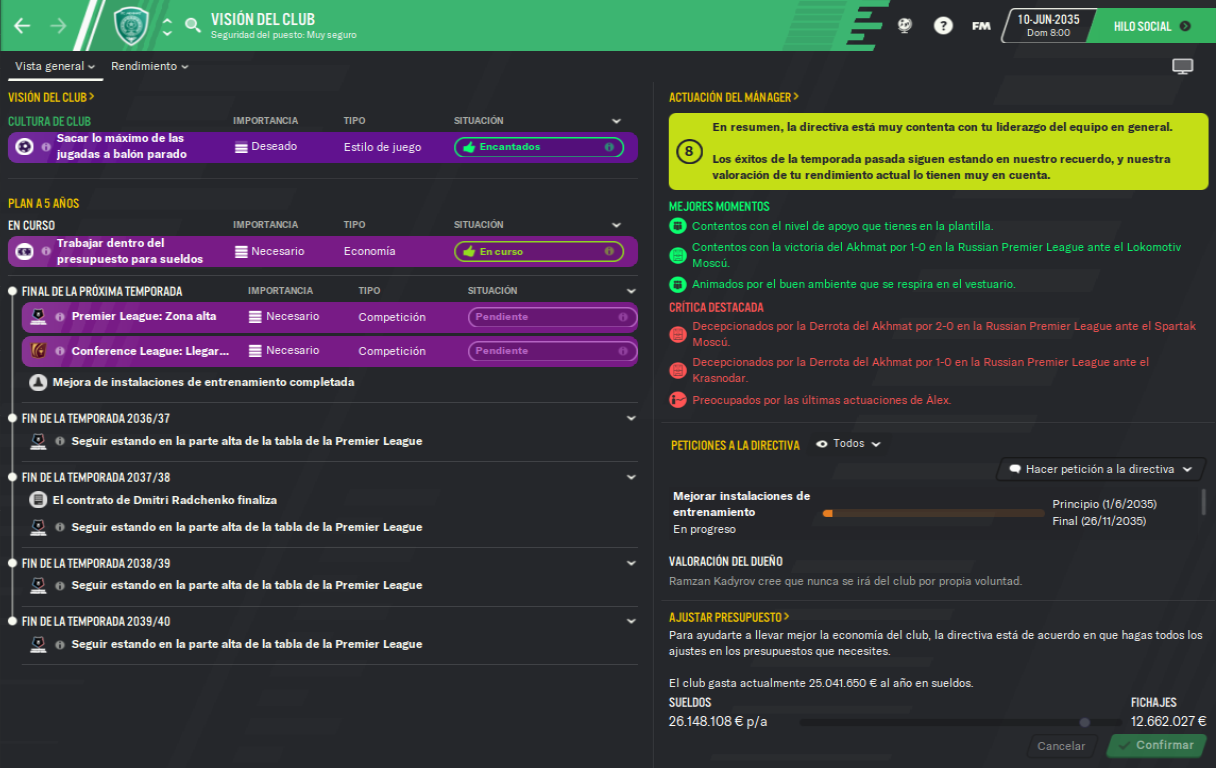 VISIÓN DEL CLUB
Seguridad del puesto: Muy seguro
?
FM
10-JUN-2035
Dom 8:00
HILO SOCIAL
Vista general
Rendimiento
VISIÓN DEL CLUB
CULTURA DE CLUB
IMPORTANCIA
TIPO
SITUACIÓN
Sacar lo máximo de las
jugadas a balón parado
Deseado
Estilo de juego
Encantados
PLAN A 5 AÑOS
EN CURSO
IMPORTANCIA
TIPO
SITUACIÓN
Trabajar dentro del
presupuesto para sueldos
Necesario
Economía
En curso
FINAL DE LA PRÓXIMA TEMPORADA
IMPORTANCIA
TIPO
SITUACIÓN
Premier League: Zona alta
Necesario
Competición
Pendiente
Conference League: Llegar...
Necesario
Competición
Pendiente
Mejora de instalaciones de entrenamiento completada
FIN DE LA TEMPORADA 2036/37
Seguir estando en la parte alta de la tabla de la Premier League
FIN DE LA TEMPORADA 2037/38
El contrato de Dmitri Radchenko finaliza
Seguir estando en la parte alta de la tabla de la Premier League
FIN DE LA TEMPORADA 2038/39
Seguir estando en la parte alta de la tabla de la Premier League
FIN DE LA TEMPORADA 2039/40
Seguir estando en la parte alta de la tabla de la Premier League
ACTUACIÓN DEL MÁNAGER
8
En resumen, la directiva está muy contenta con tu liderazgo del equipo en general.
Los éxitos de la temporada pasada siguen estando en nuestro recuerdo, y nuestra
valoración de tu rendimiento actual lo tienen muy en cuenta.
MEJORES MOMENTOS
Contentos con el nivel de apoyo que tienes en la plantilla.
Contentos con la victoria del Akhmat por 1-0 en la Russian Premier League ante el Lokomotiv
Moscú.
Animados por el buen ambiente que se respira en el vestuario.
CRÍTICA DESTACADA
Decepcionados por la Derrota del Akhmat por 2-0 en la Russian Premier League ante el Spartak
Moscú.
Decepcionados por la Derrota del Akhmat por 1-0 en la Russian Premier League ante el
Krasnodar.
Preocupados por las últimas actuaciones de Àlex.
PETICIONES A LA DIRECTIVA
Todos
Hacer petición a la directiva
Mejorar instalaciones de
entrenamiento
En progreso
Principio (1/6/2035)
Final (26/11/2035)
VALORACIÓN DEL DUEÑO
Ramzan Kadyrov cree que nunca se irá del club por propia voluntad.
AJUSTAR PRESUPUESTO
Para ayudarte a llevar mejor la economía del club, la directiva está de acuerdo en que hagas todos los
ajustes en los presupuestos que necesites.
El club gasta actualmente 25.041.650 € al año en sueldos.
SUELDOS
FICHAJES
26.148.108 € p/a
12.662.027 €
Cancelar
Confirmar